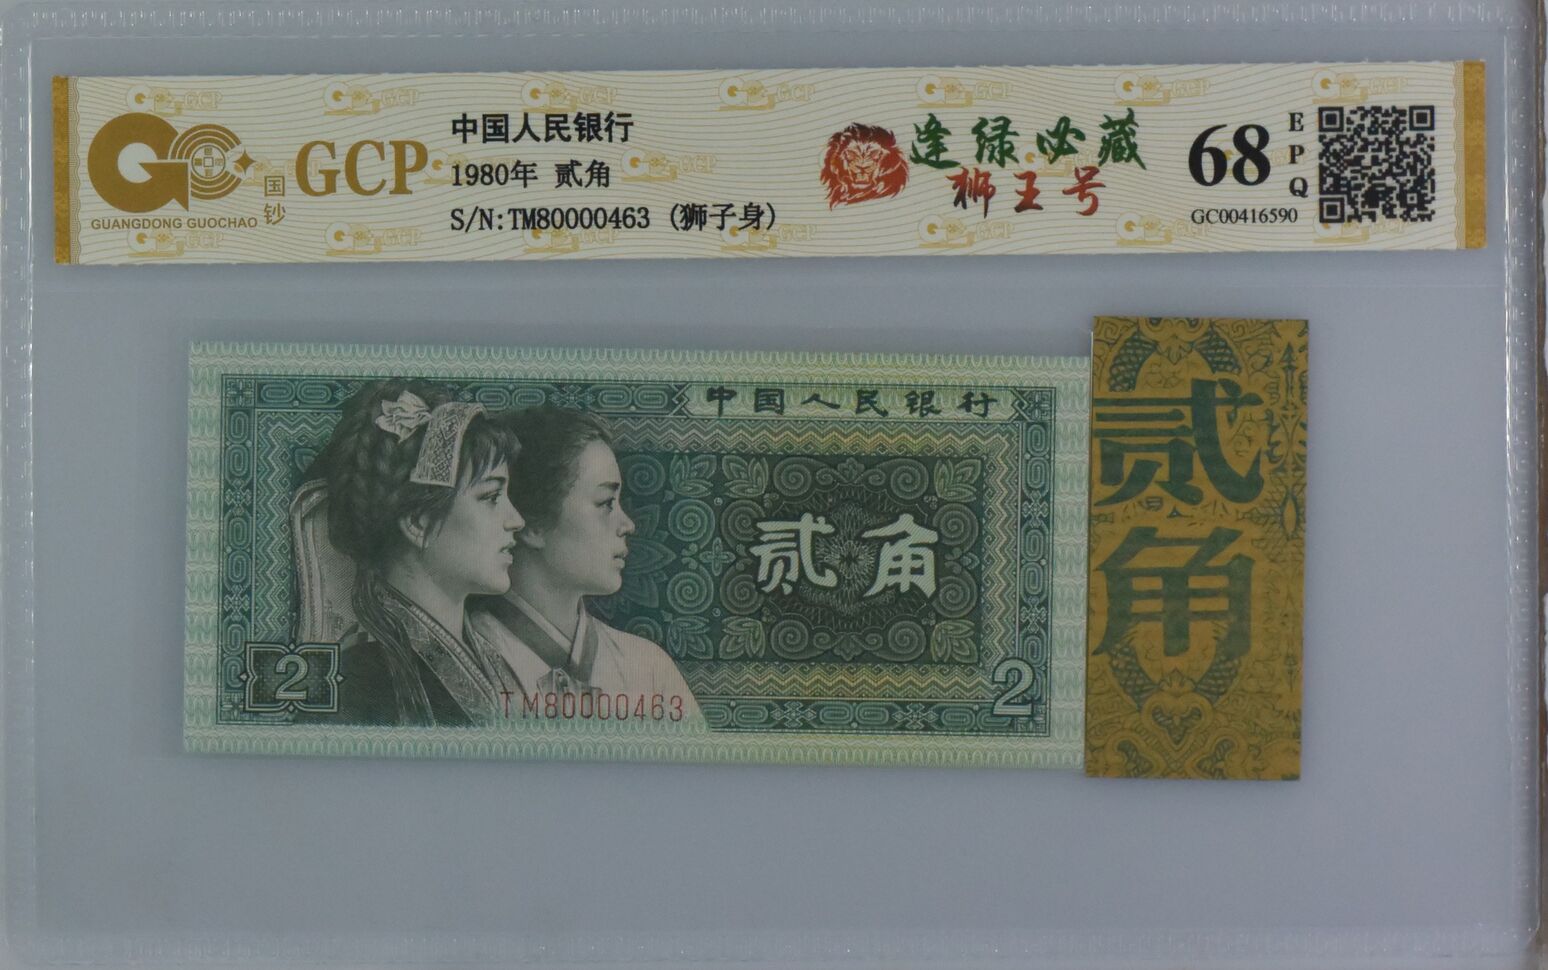 GUANGDONG GUOCHAO
国钞
GCP
中国人民银行
1980年 贰角
S/N:TM80000463 (狮子身)
逢绿必藏
狮王号
68
EPQ
GC00416590
中国人民银行
贰角
2
TM80000463
2
贰角